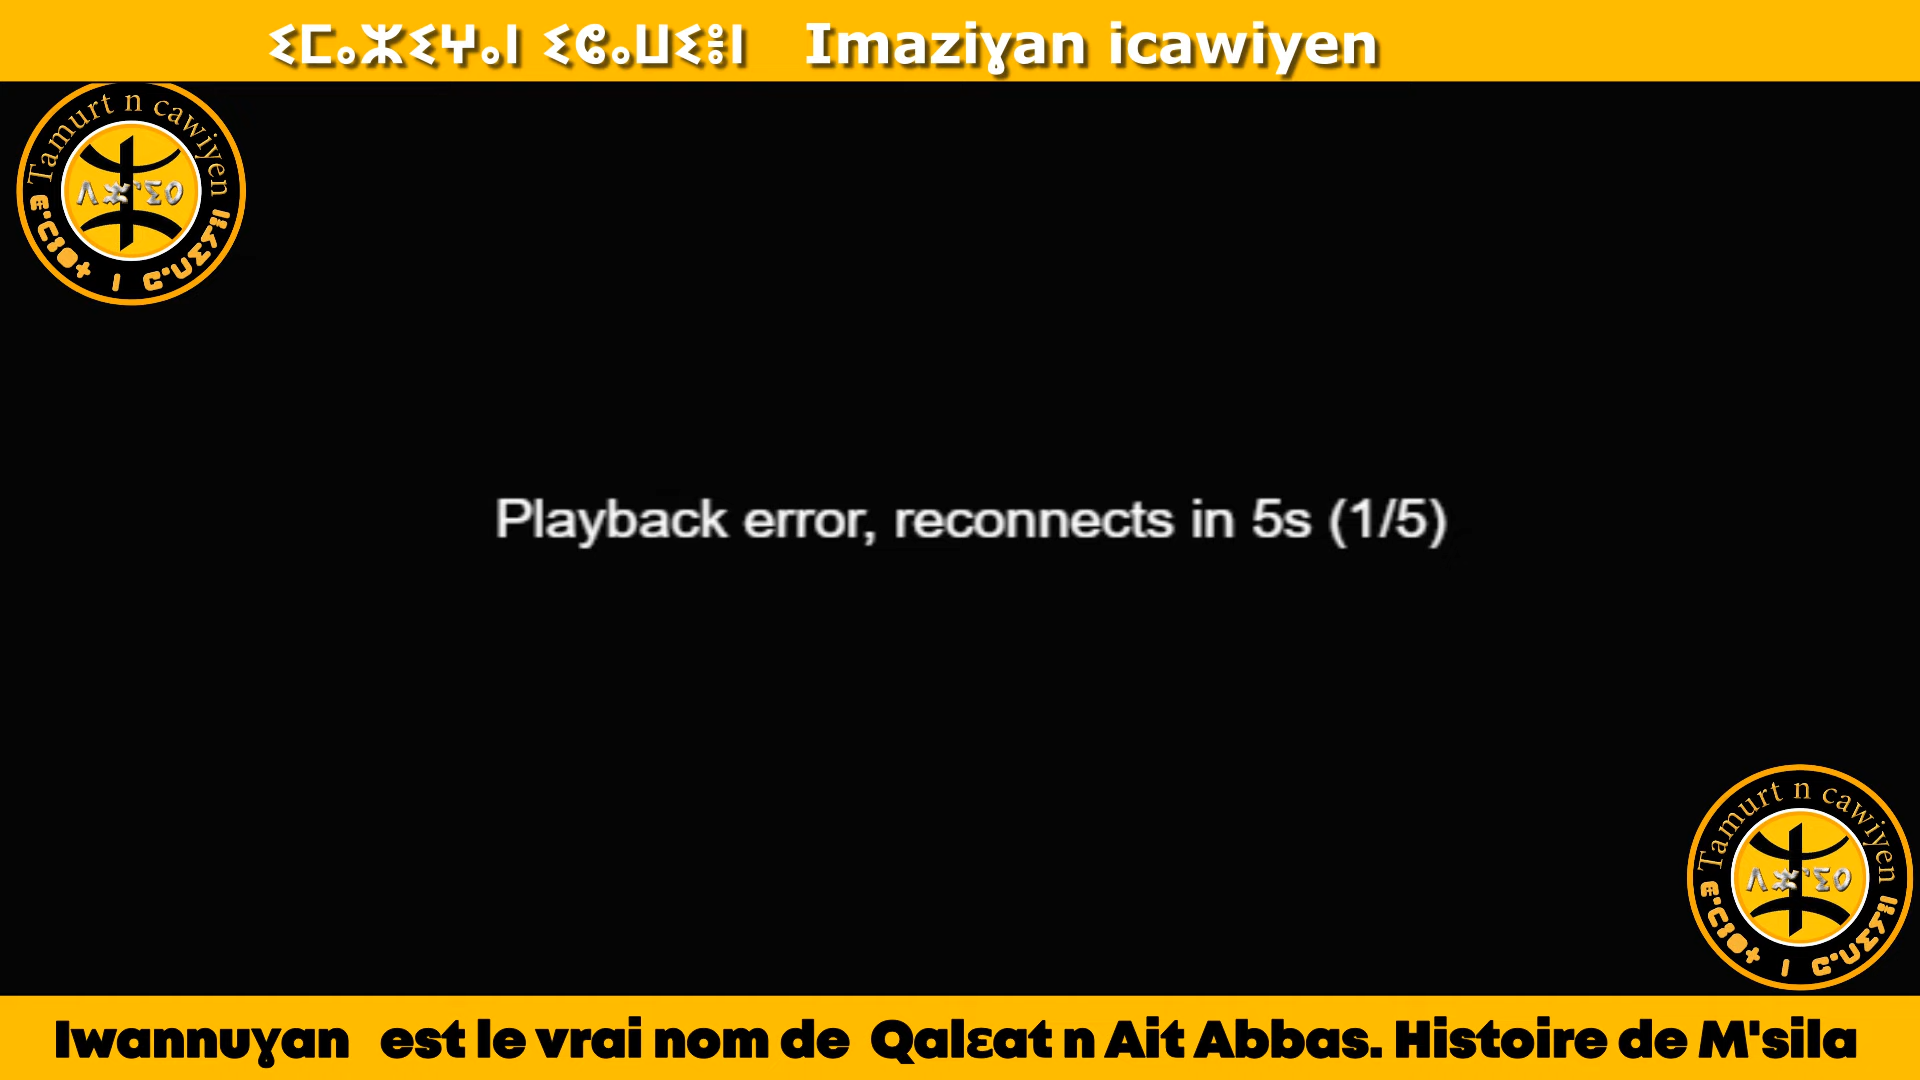 ⵉⵎⴰⵣⵉⵖⴰⵏ ⵉⵛⴰⵡⵉⵢⴻⵏ Imaziɣan icawiyen
Tamurt n cawiyen
Playback error, reconnects in 5s (1/5)
Tamurt n cawiyen
Iwannuɣan est le vrai nom de Qalɛat n Ait Abbas. Histoire de M'sila